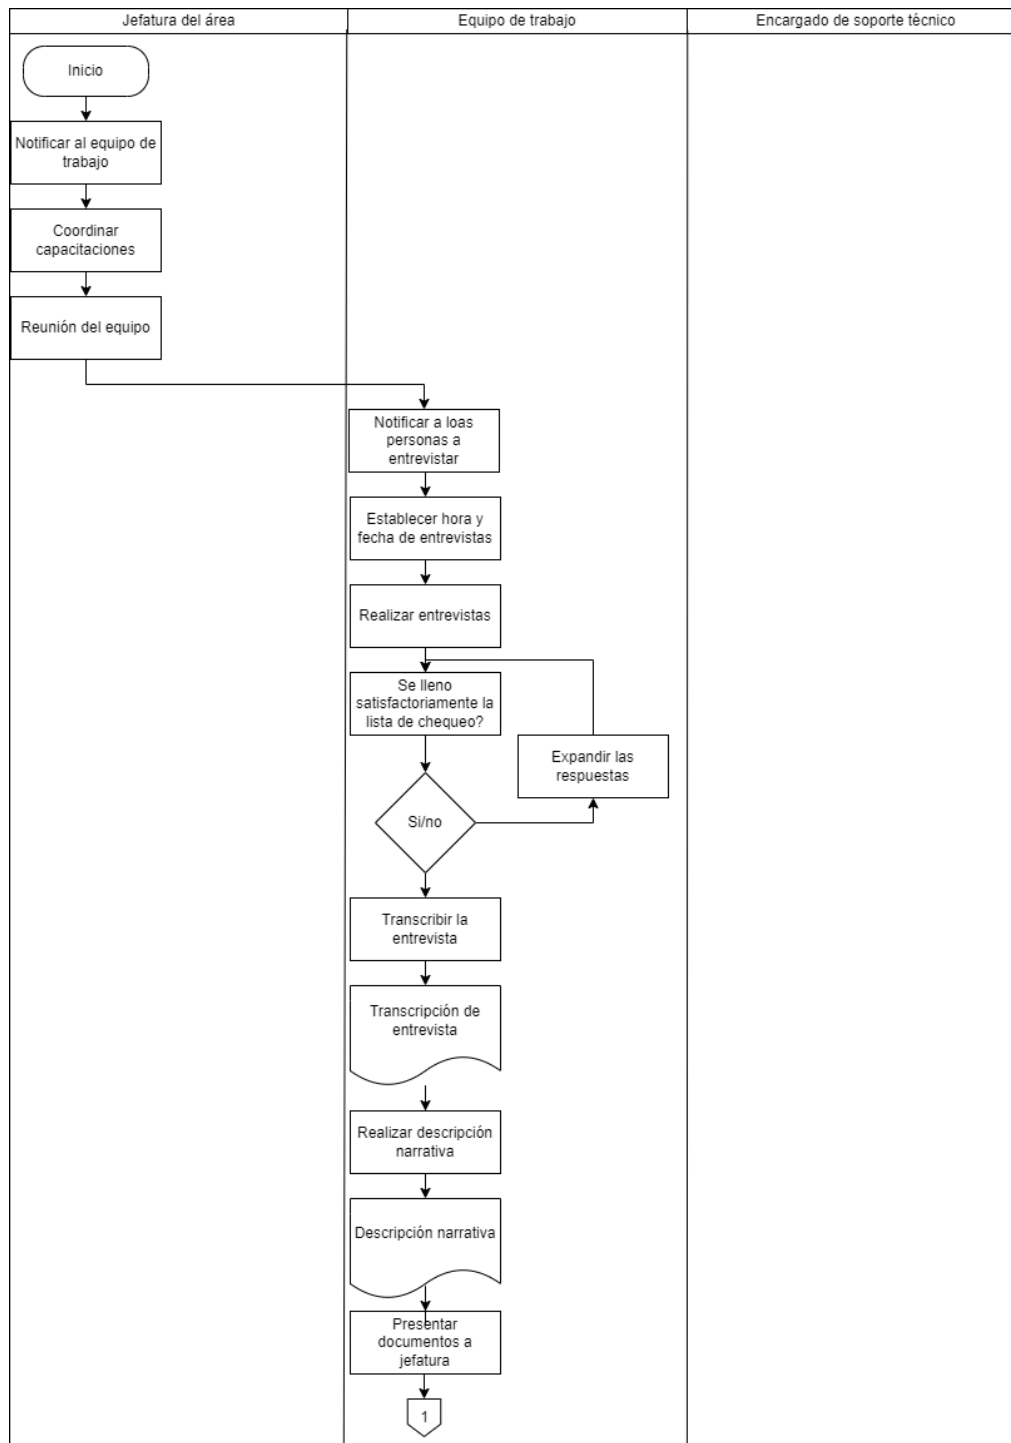 Jefatura del área
Equipo de trabajo
Encargado de soporte técnico
Inicio
Notificar al equipo de
trabajo
Coordinar
capacitaciones
Reunión del equipo
Notificar a loas
personas a
entrevistar
Establecer hora y
fecha de entrevistas
Realizar entrevistas
Se lleno
satisfactoriamente la
lista de chequeo?
Expandir las
respuestas
Si/no
Transcribir la
entrevista
Transcripción de
entrevista
Realizar descripción
narrativa
Descripción narrativa
Presentar
documentos a
jefatura
1